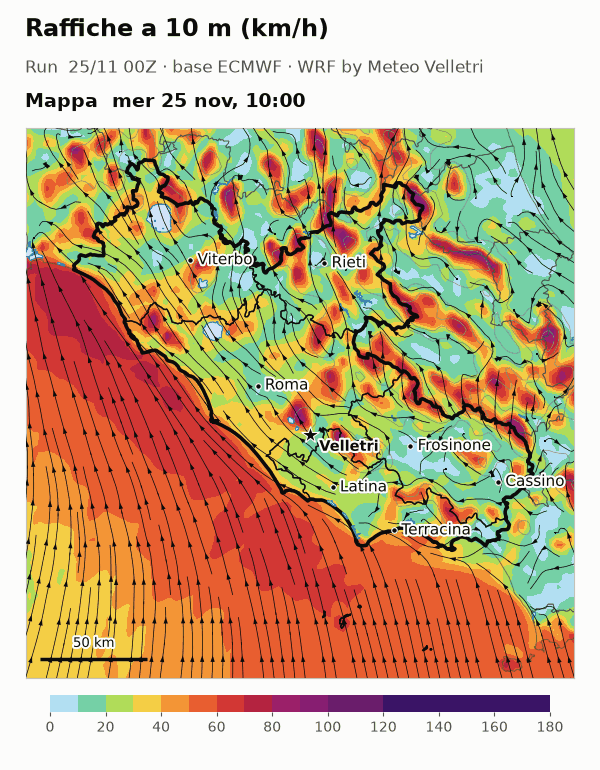 Raffiche a 10 m (km/h)
Run  25/11 00Z · base ECMWF · WRF by Meteo Velletri
Mappa  mer 25 nov, 10:00
Viterbo
Rieti
Roma
Velletri
Frosinone
Latina
Cassino
Terracina
50 km
0 20 40 60 80 100 120 140 160 180